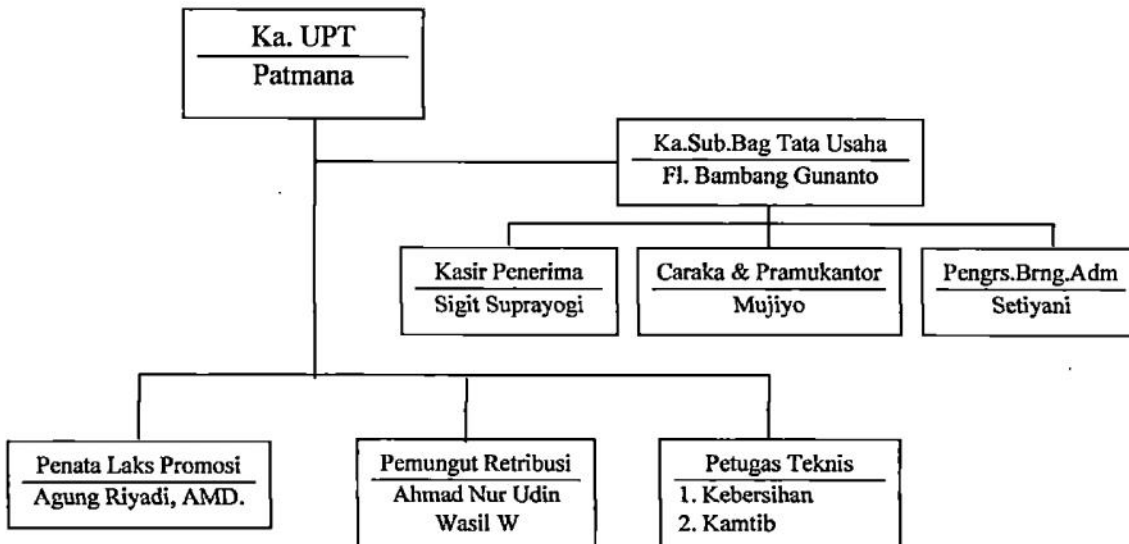 Ka. UPT
Patmana
Ka.Sub.Bag Tata Usaha
Fl. Bambang Gunanto
Kasir Penerima
Sigit Suprayogi
Caraka & Pramukantor
Mujiyo
Pengrs.Brng.Adm
Setiyani
Penata Laks Promosi
Agung Riyadi, AMD.
Pemungut Retribusi
Ahmad Nur Udin
Wasil W
Petugas Teknis
1. Kebersihan
2. Kamtib